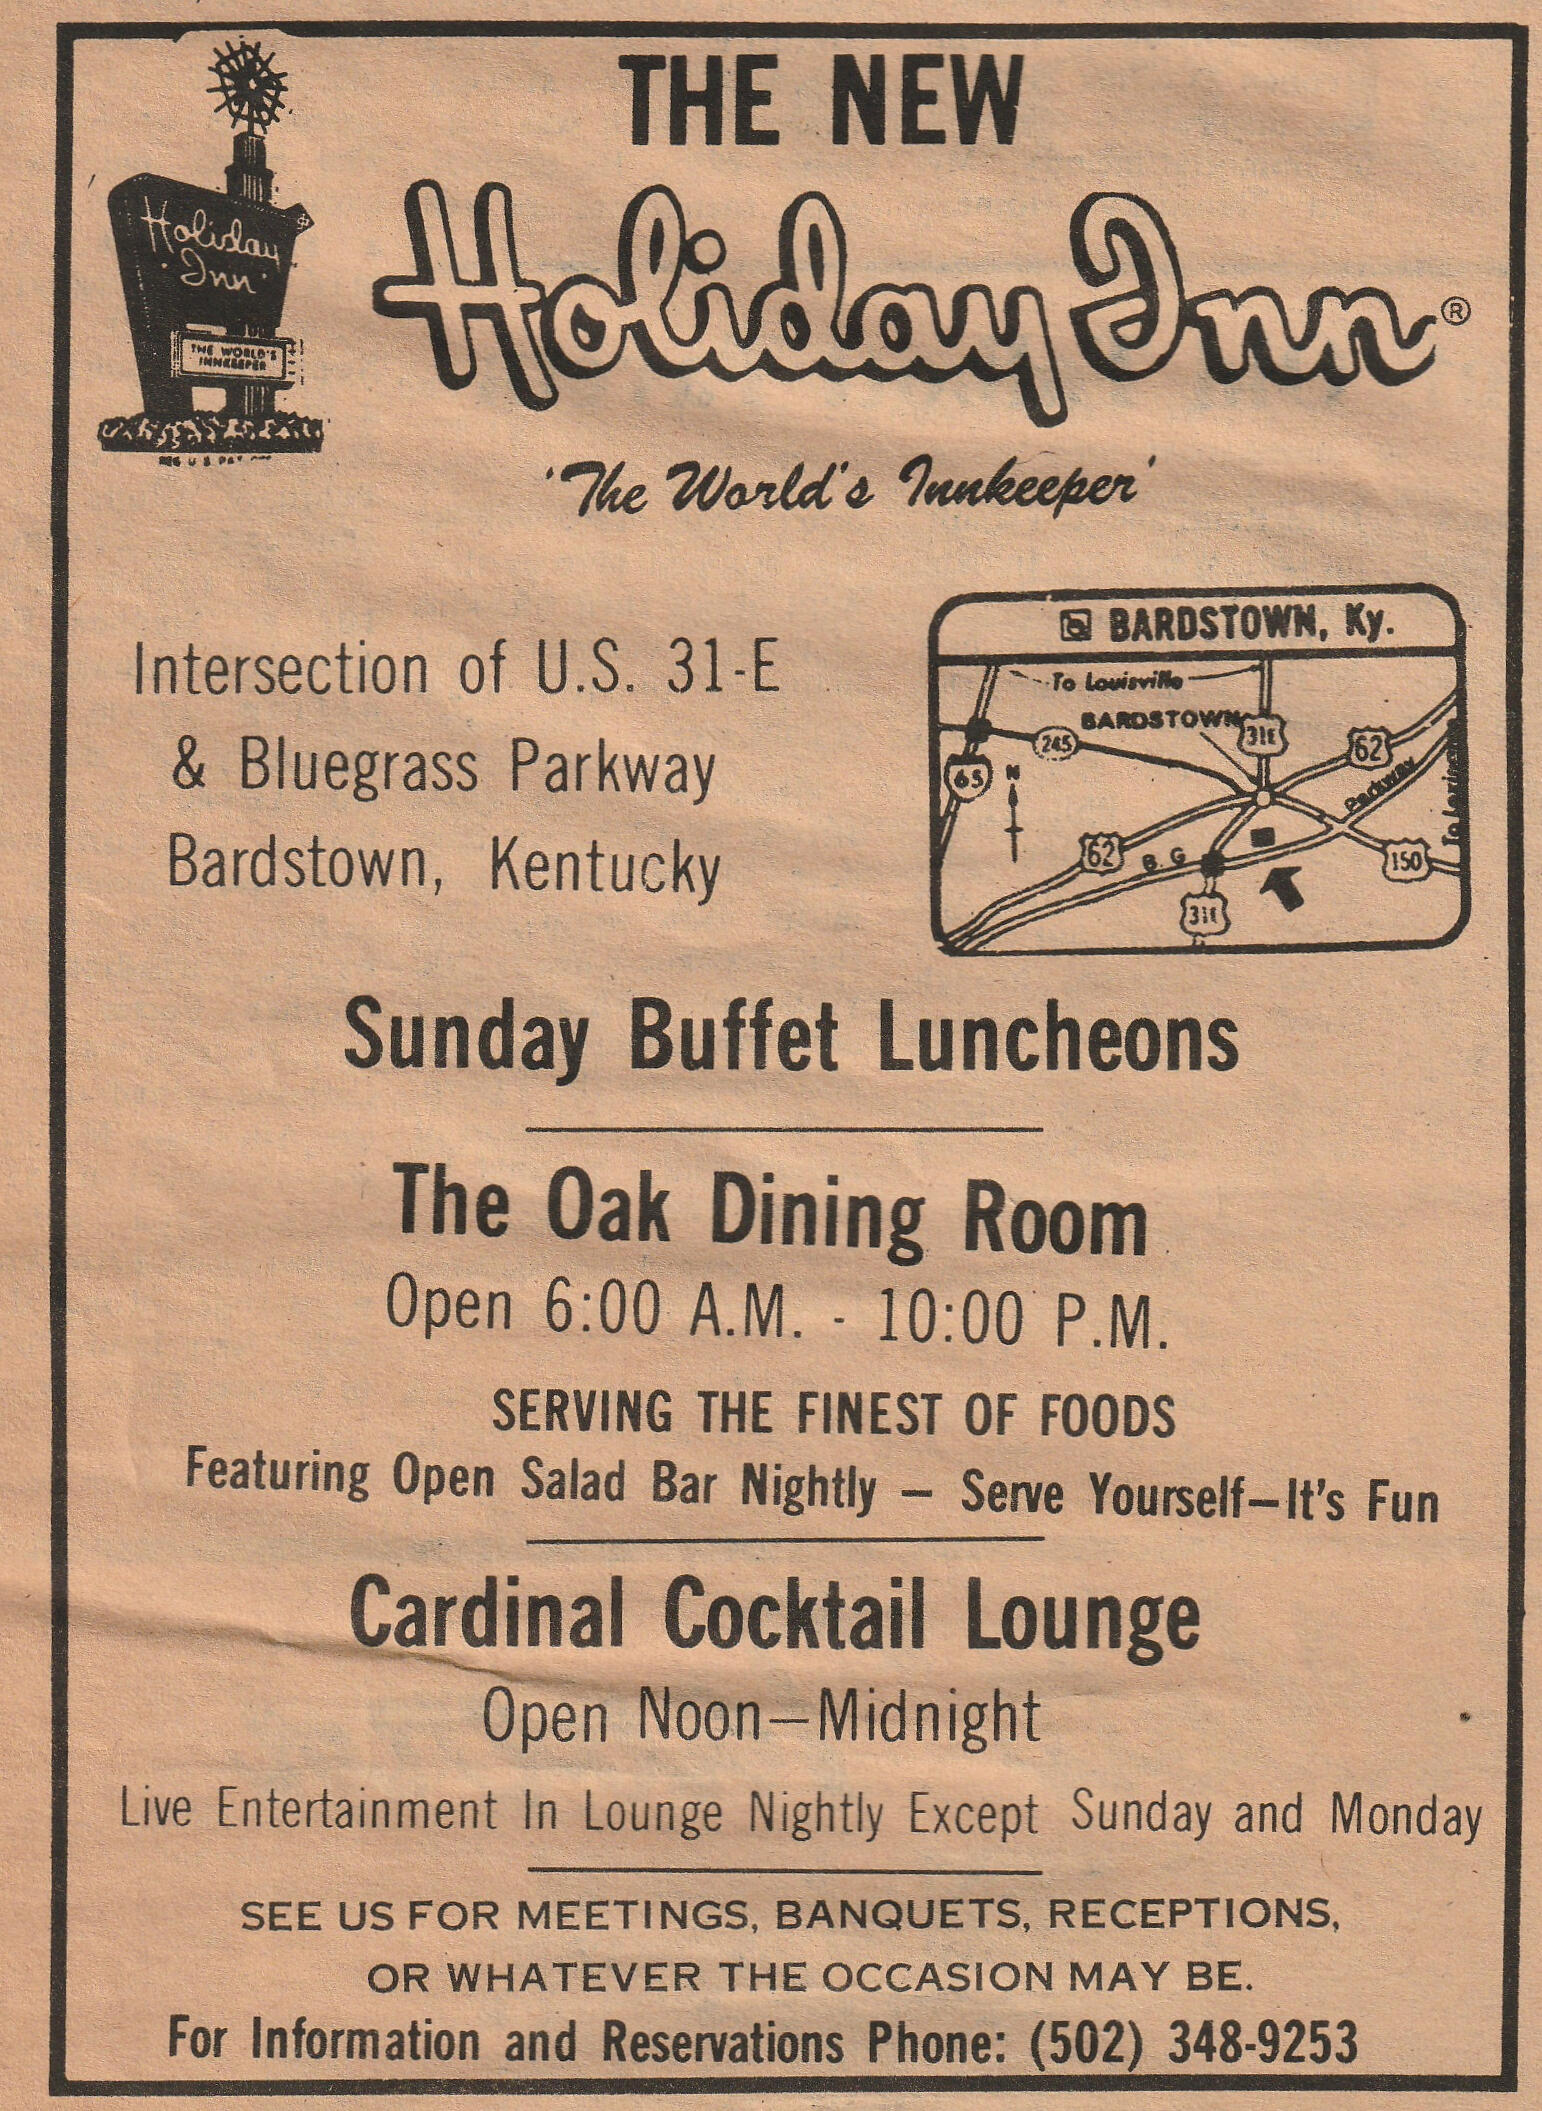 THE NEW
Holiday Inn
THE WORLD'S
INNKEEPER
REG U S PAT
Holiday Inn®
'The World's Innkeeper'
Intersection of U.S. 31-E
& Bluegrass Parkway
Bardstown, Kentucky
BARDSTOWN, Ky.
To Louisville
BARDSTOWN
31E
245
62
65
N
Parkway
To
62
B. G
150
31E
Sunday Buffet Luncheons
The Oak Dining Room
Open 6:00 A.M. - 10:00 P.M.
SERVING THE FINEST OF FOODS
Featuring Open Salad Bar Nightly — Serve Yourself—It's Fun
Cardinal Cocktail Lounge
Open Noon—Midnight
Live Entertainment In Lounge Nightly Except Sunday and Monday
SEE US FOR MEETINGS, BANQUETS, RECEPTIONS,
OR WHATEVER THE OCCASION MAY BE.
For Information and Reservations Phone: (502) 348-9253